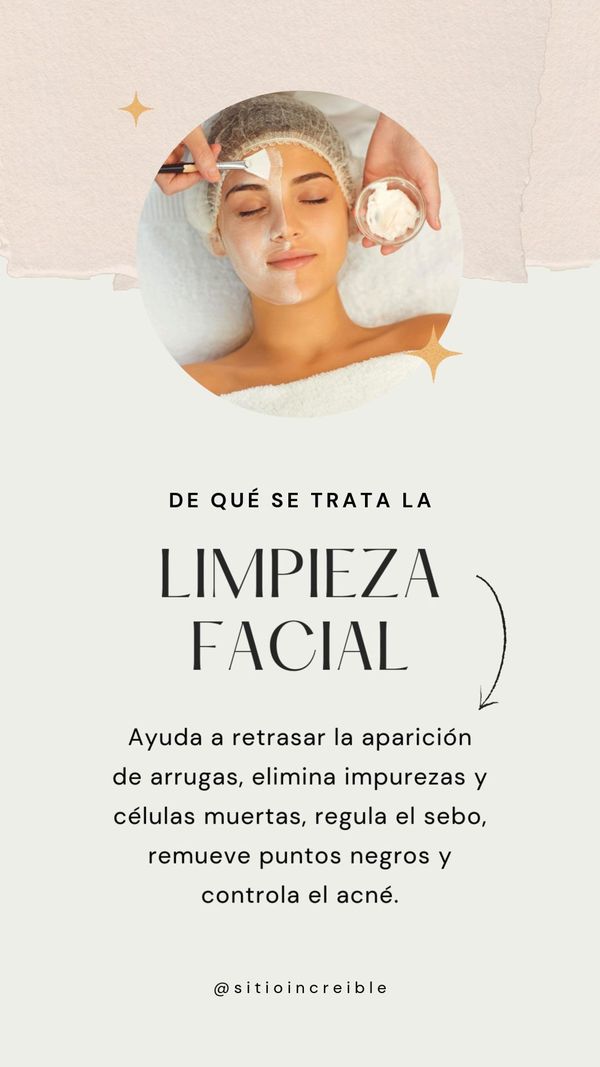 DE QUÉ SE TRATA LA
LIMPIEZA
FACIAL
Ayuda a retrasar la aparición
de arrugas, elimina impurezas y
células muertas, regula el sebo,
remueve puntos negros y
controla el acné.
@sitioincreible